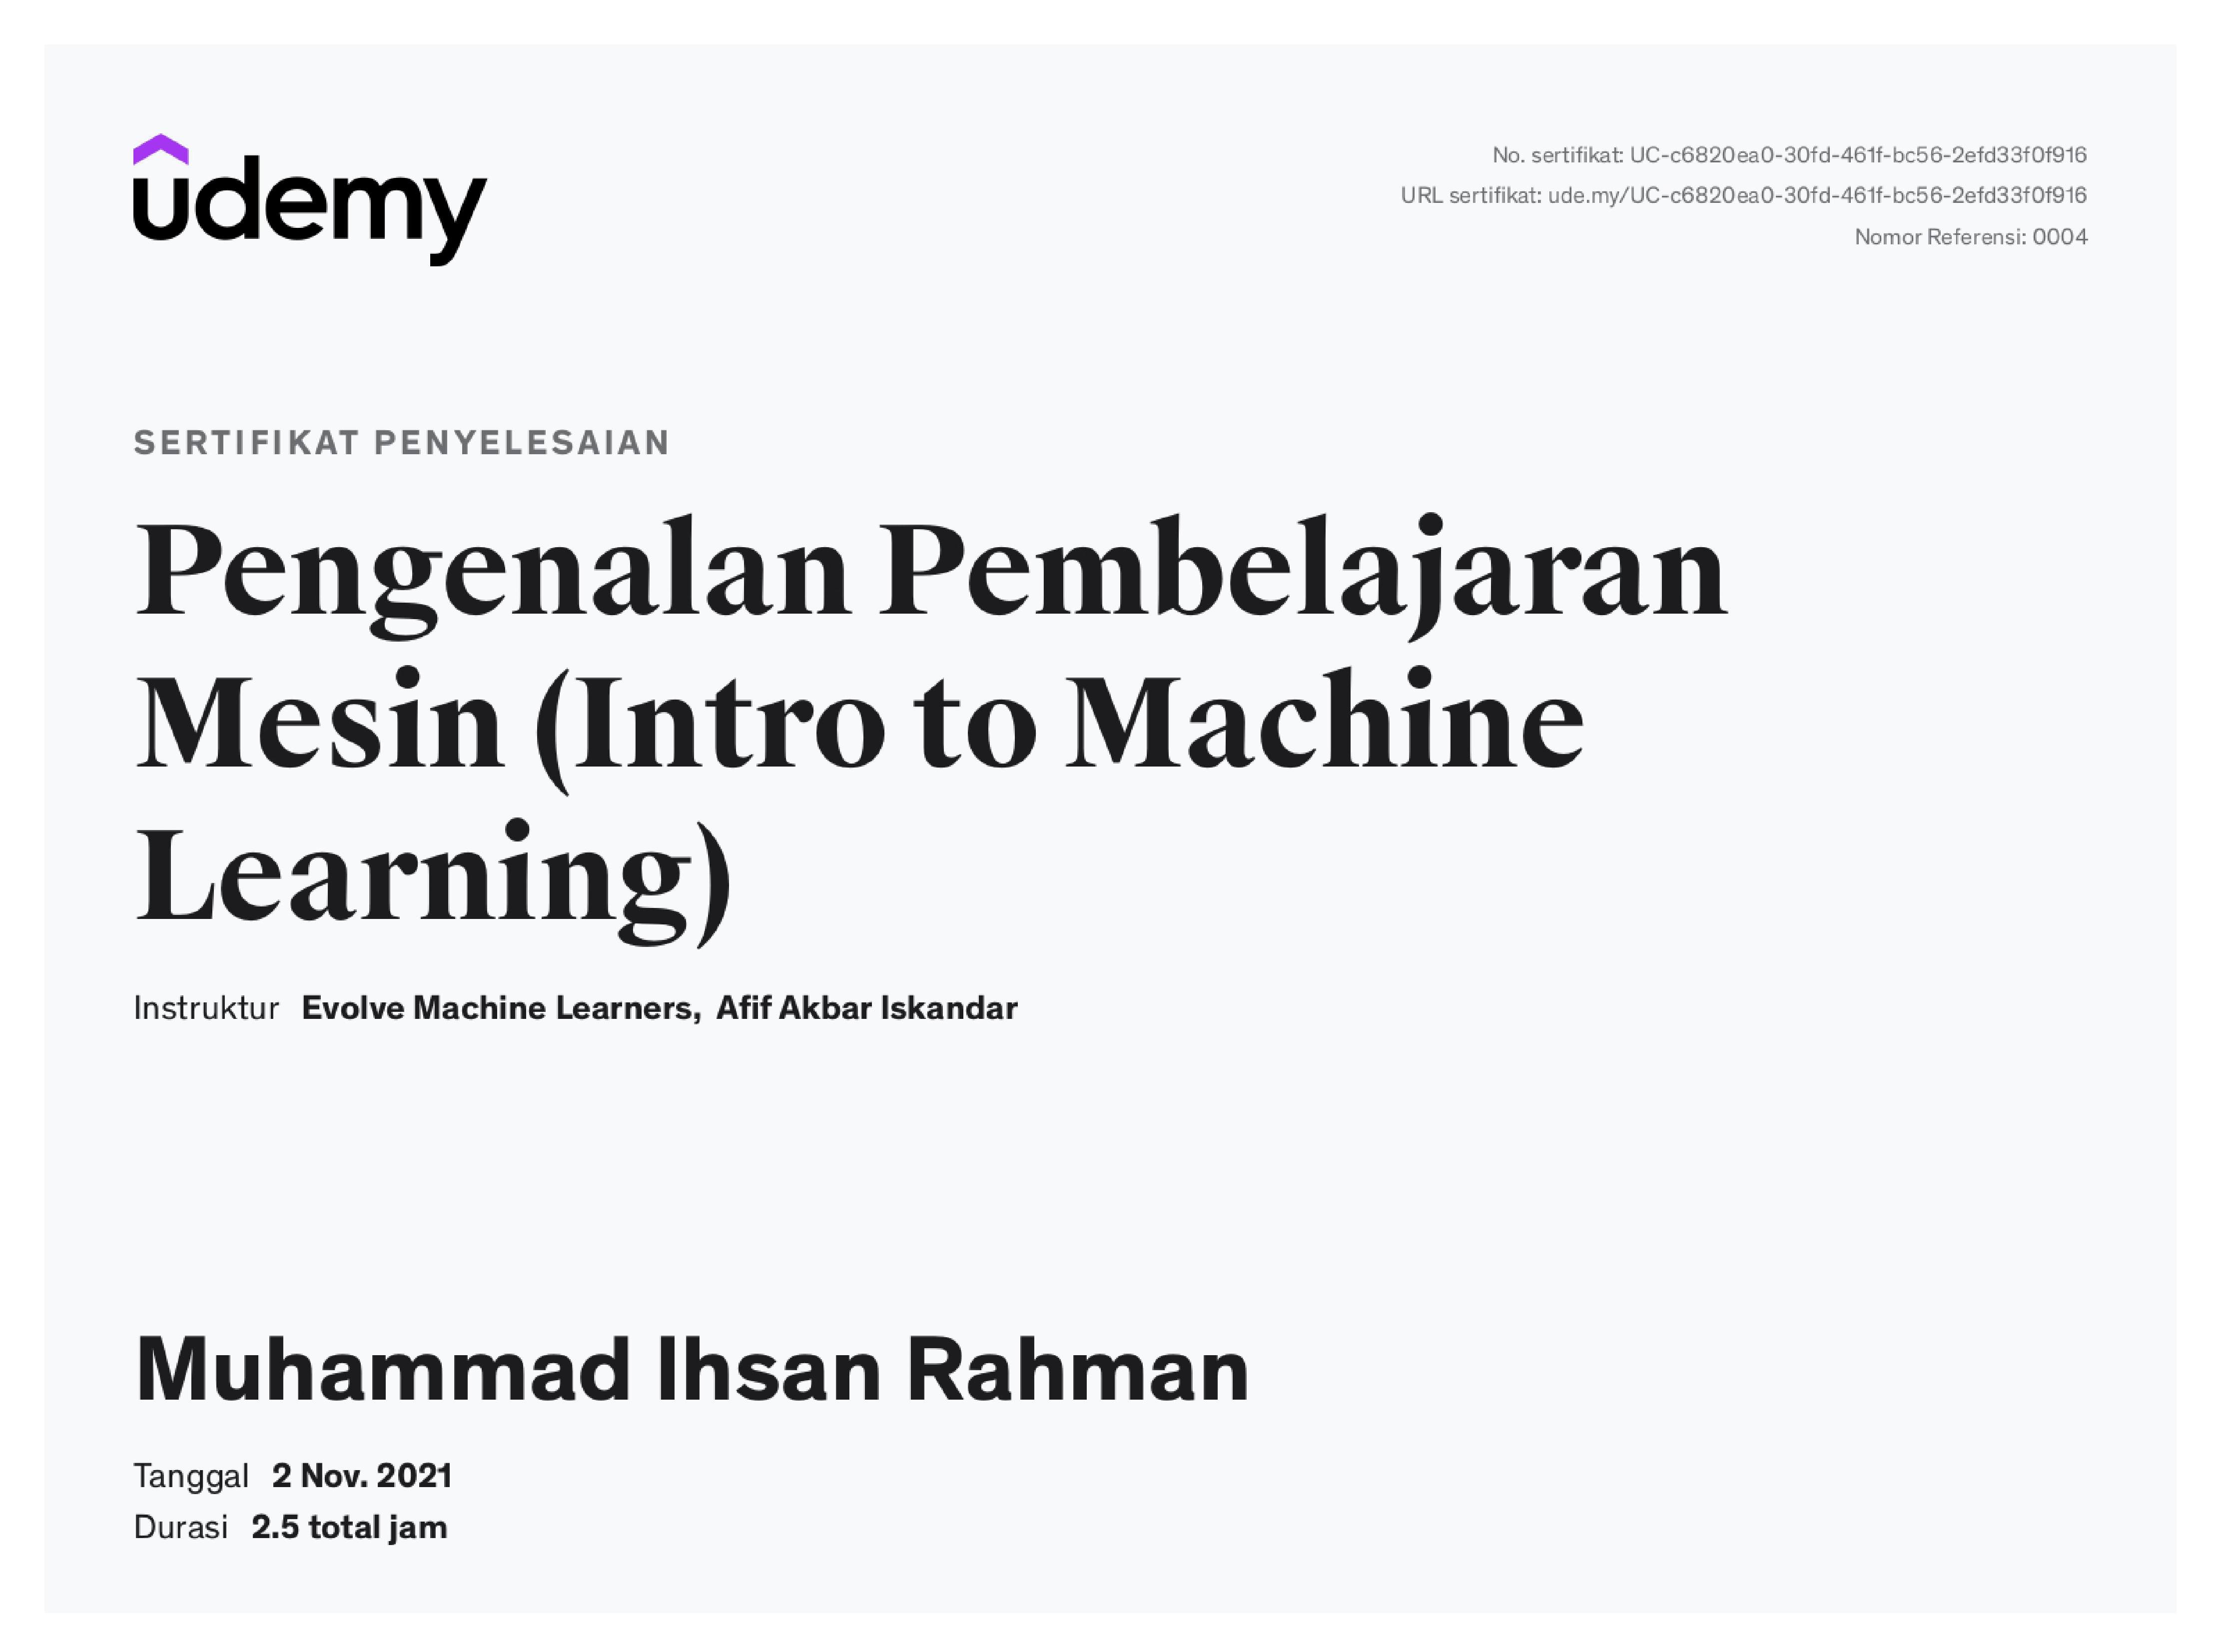 udemy
No. sertifikat: UC-c6820ea0-30fd-461f-bc56-2efd33f0f916
URL sertifikat: ude.my/UC-c6820ea0-30fd-461f-bc56-2efd33f0f916
Nomor Referensi: 0004
SERTIFIKAT PENYELESAIAN
Pengenalan Pembelajaran
Mesin (Intro to Machine
Learning)
Instruktur Evolve Machine Learners, Afif Akbar Iskandar
Muhammad Ihsan Rahman
Tanggal 2 Nov. 2021
Durasi 2.5 total jam